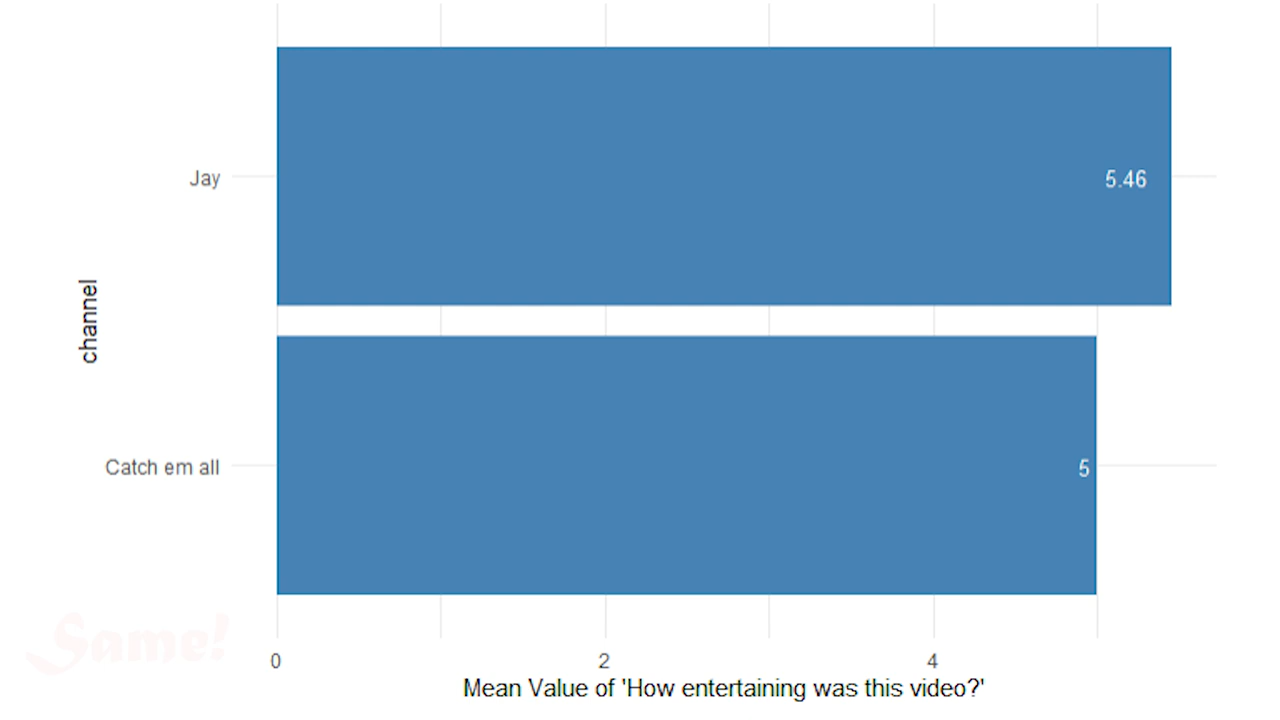 Jay
5.46
channel
Catch em all
5
Same!
0 2 4
Mean Value of 'How entertaining was this video?'